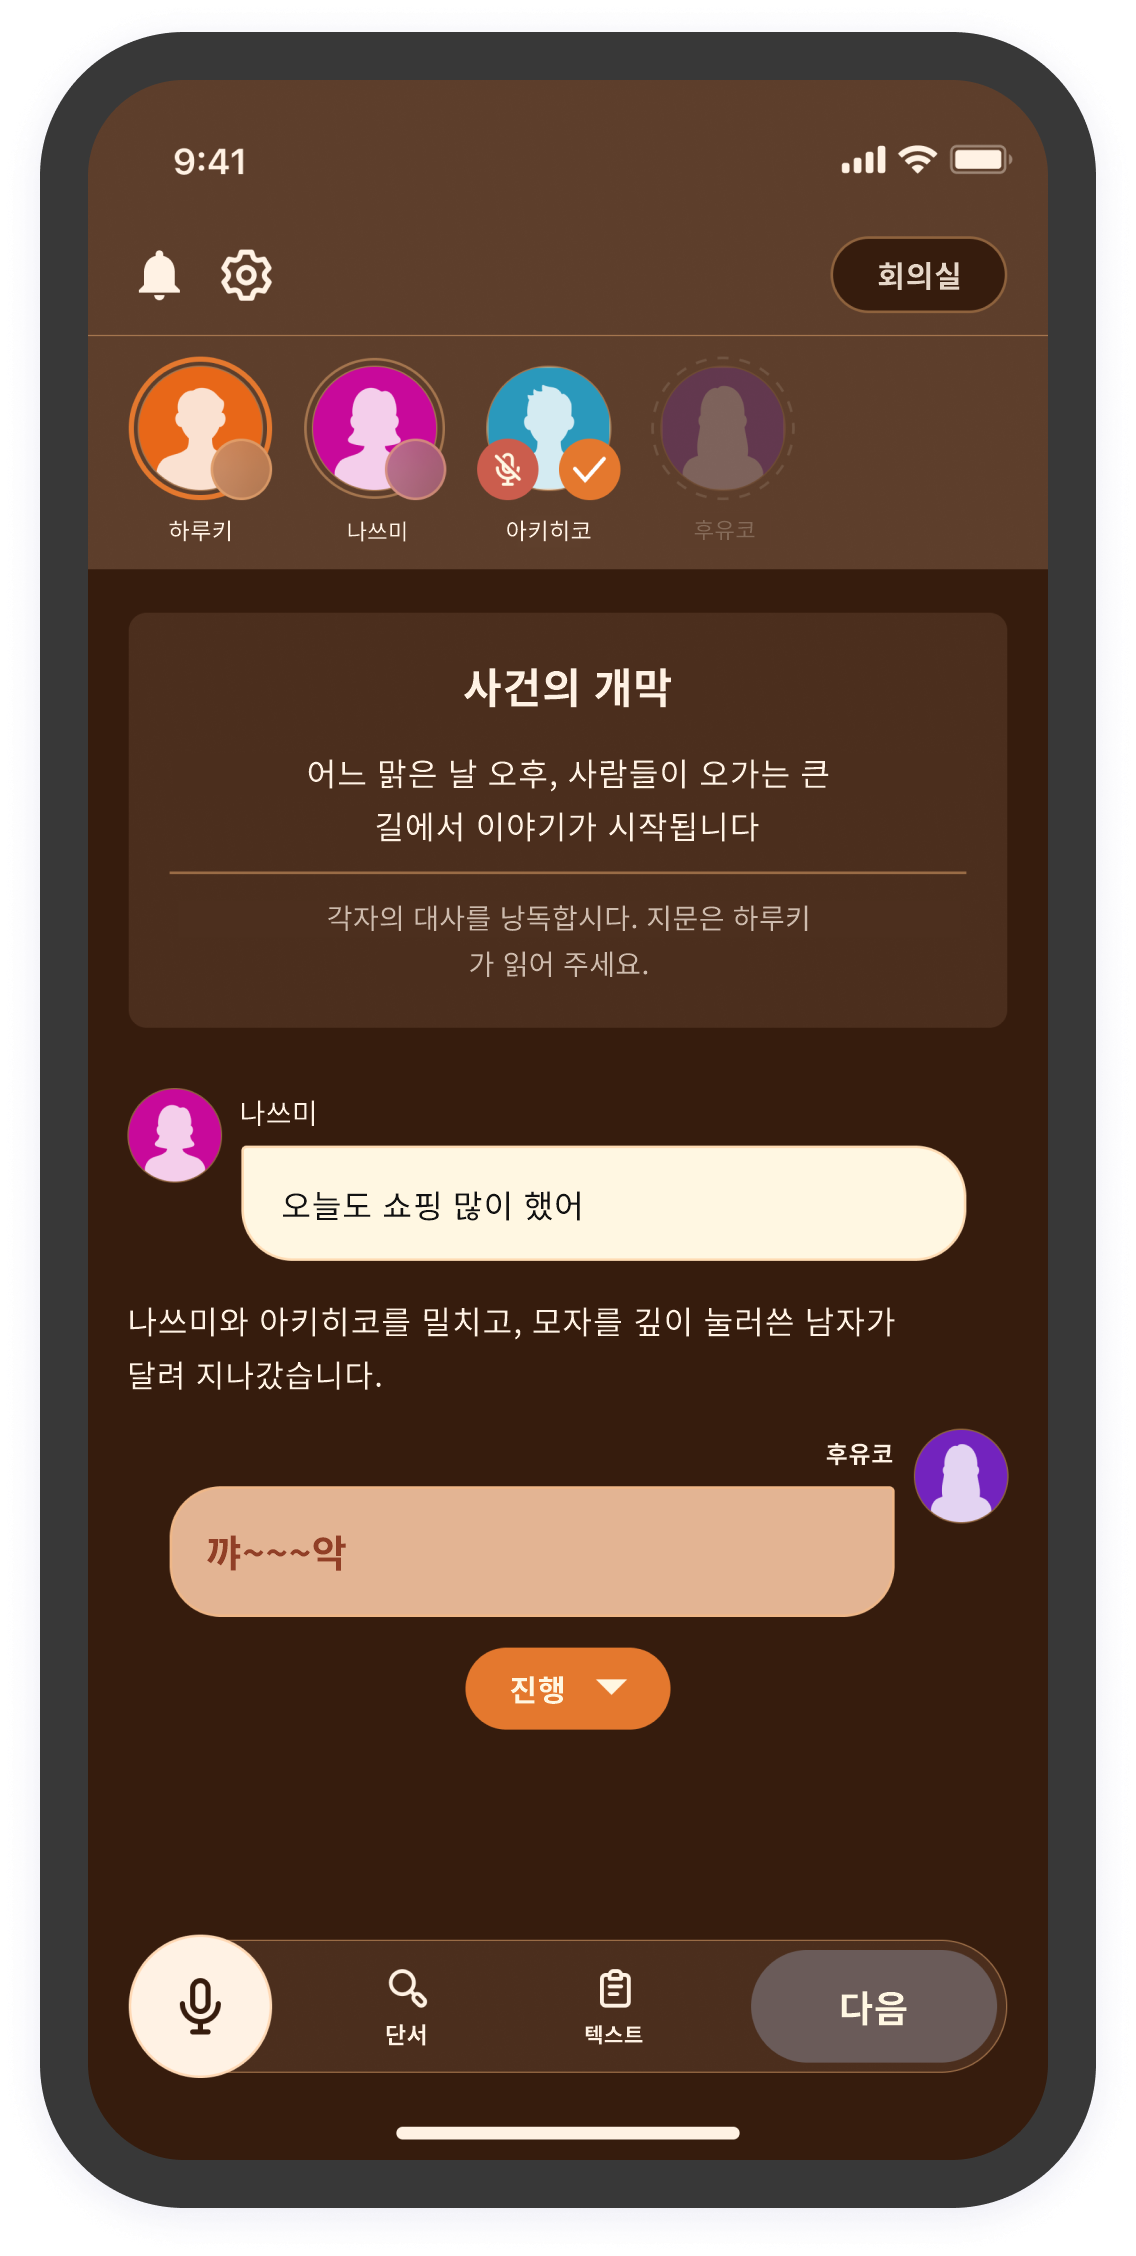 9:41
회의실
하루키
나쓰미
아키히코
후유코
사건의 개막
어느 맑은 날 오후, 사람들이 오가는 큰
길에서 이야기가 시작됩니다
각자의 대사를 낭독합시다. 지문은 하루키
가 읽어 주세요.
나쓰미
오늘도 쇼핑 많이 했어
나쓰미와 아키히코를 밀치고, 모자를 깊이 눌러쓴 남자가
달려 지나갔습니다.
후유코
꺄~~~악
진행
단서
텍스트
다음